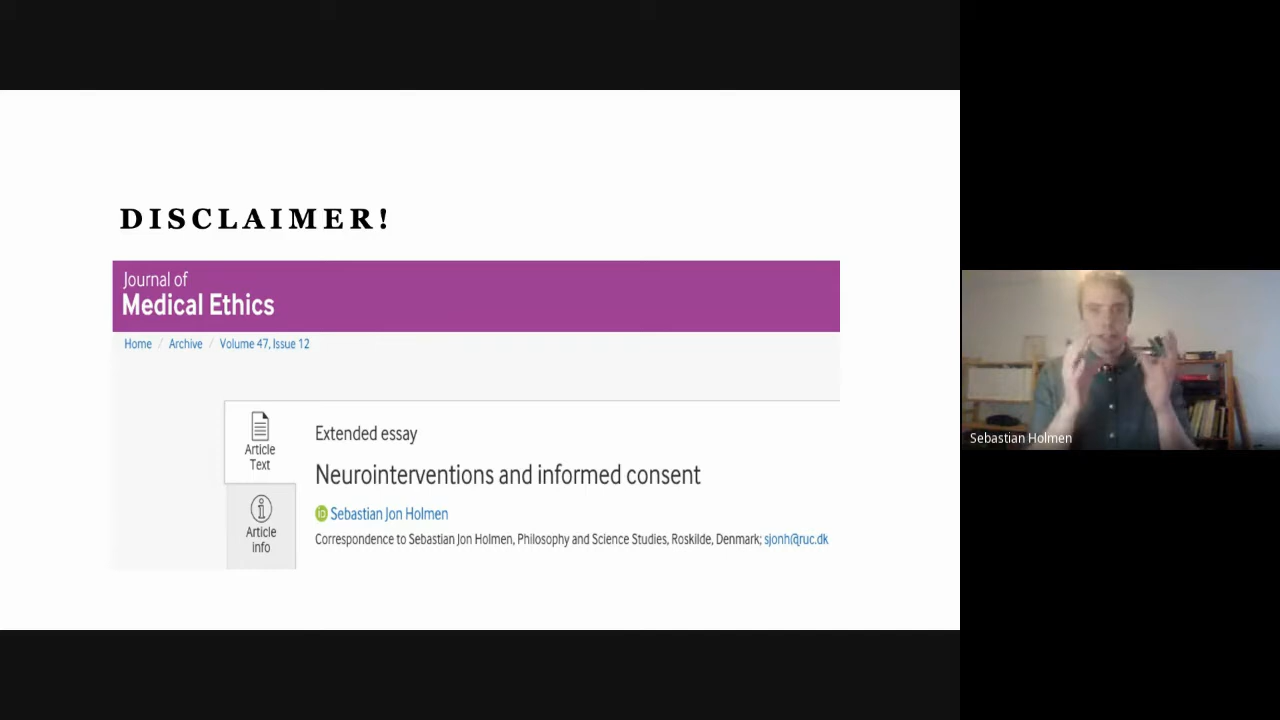 DISCLAIMER!
Journal of
Medical Ethics
Home / Archive / Volume 47, Issue 12
Article
Text
Extended essay
Neurointerventions and informed consent
Article
info
iD Sebastian Jon Holmen
Correspondence to Sebastian Jon Holmen, Philosophy and Science Studies, Roskilde, Denmark; sjonh@ruc.dk
Sebastian Holmen